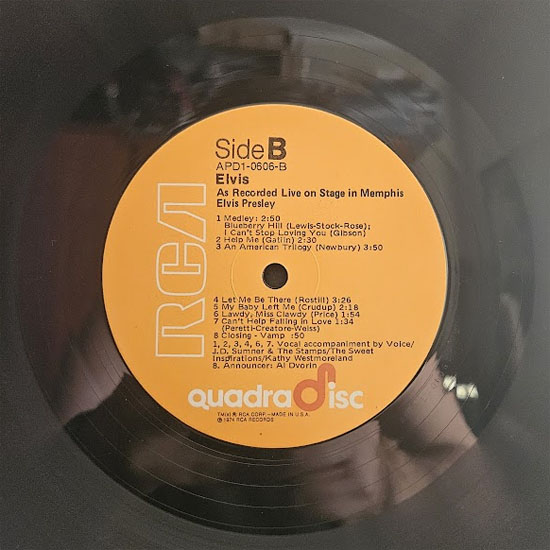 RCA
Side B
APD1-0606-B
Elvis
As Recorded Live on Stage in Memphis
Elvis Presley
1 Medley: 2:50
Blueberry Hill (Lewis-Stock-Rose);
I Can't Stop Loving You (Gibson)
2 Help Me (Gatlin) 2:30
3 An American Trilogy (Newbury) 3:50
4 Let Me Be There (Rostill) 3:26
5 My Baby Left Me (Crudup) 2:18
6 Lawdy, Miss Clawdy (Price) 1:54
7 Can't Help Falling in Love 1:34
(Peretti-Creatore-Weiss)
8 Closing - Vamp :50
1, 2, 3, 4, 6, 7. Vocal accompaniment by Voice/
J.D. Sumner & The Stamps/The Sweet
Inspirations/Kathy Westmoreland
8. Announcer: Al Dvorin
quadradisc
TM(s) ® RCA CORP.—MADE IN U.S.A.
℗ 1974 RCA RECORDS